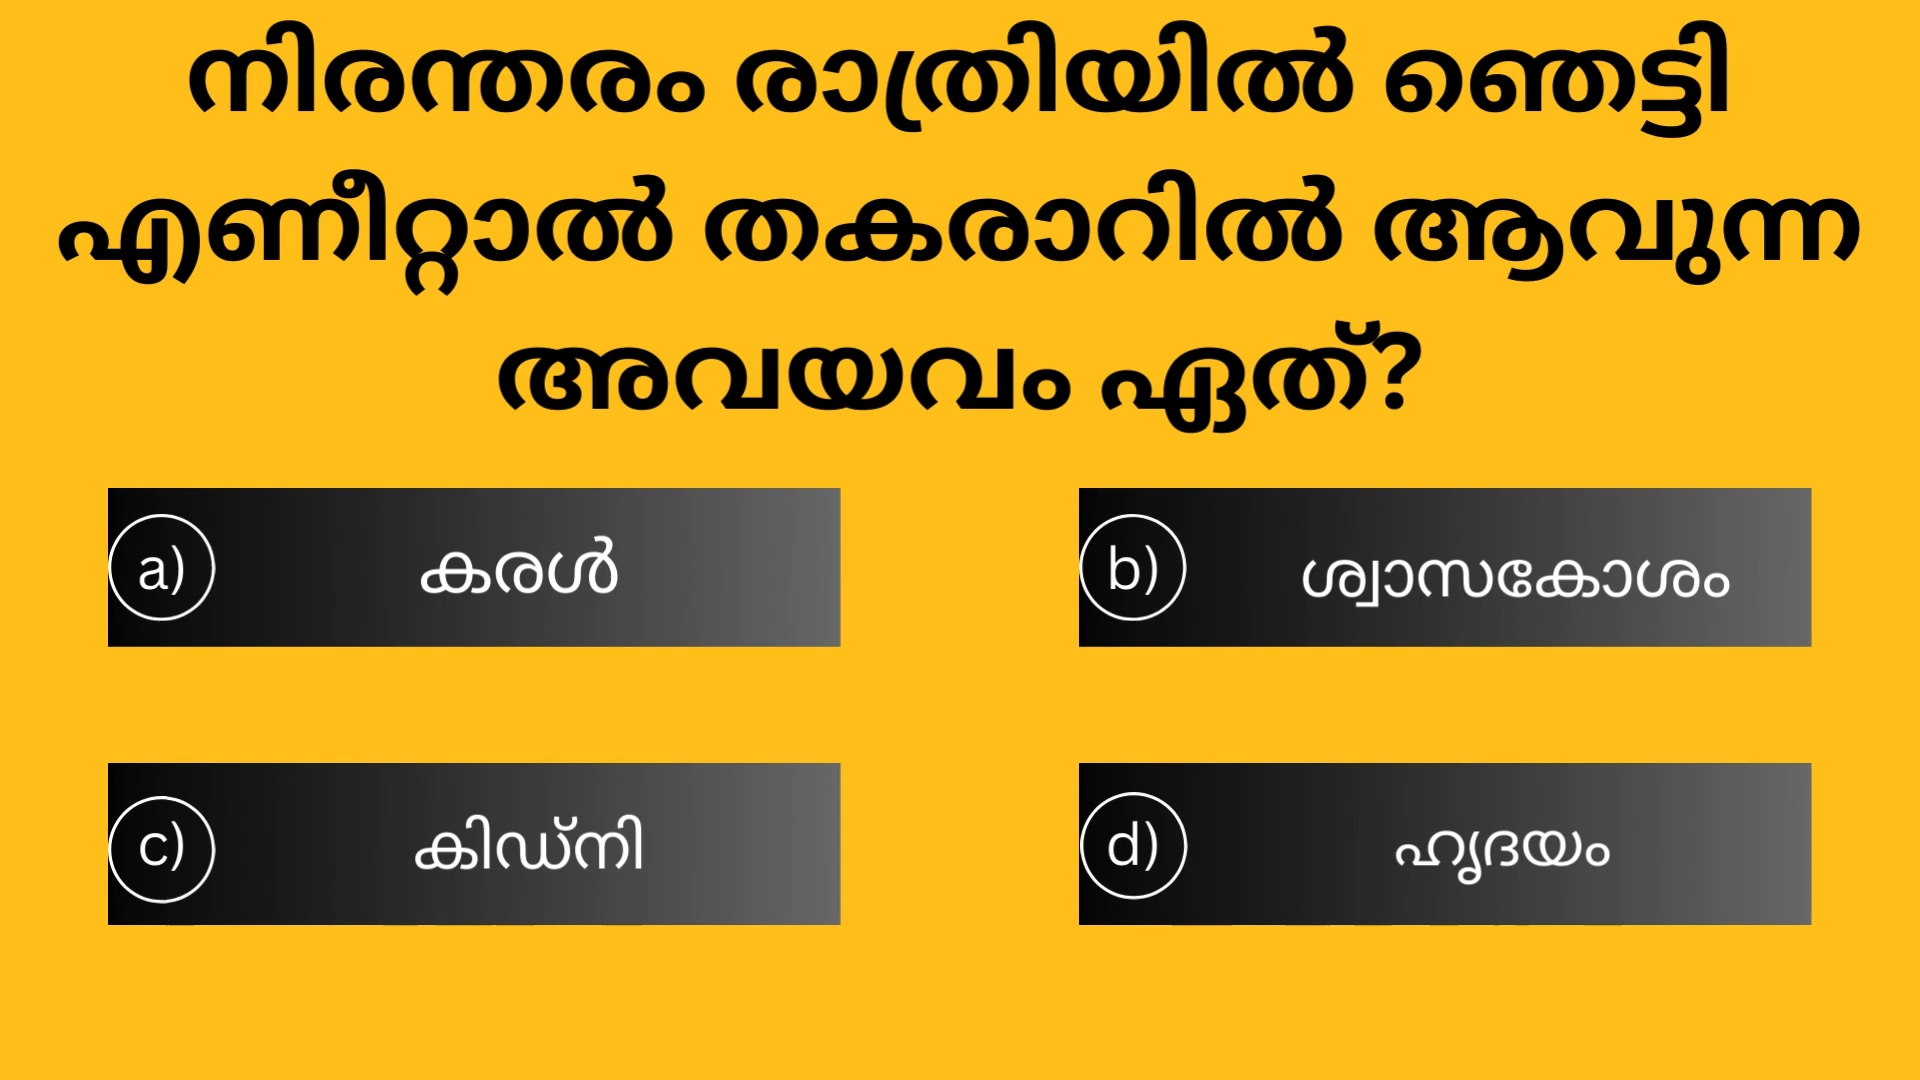 നിരന്തരം രാത്രിയിൽ ഞെട്ടി
എണീറ്റാൽ തകരാറിൽ ആവുന്ന
അവയവം ഏത്?
a) കരൾ
b) ശ്വാസകോശം
c) കിഡ്നി
d) ഹൃദയം